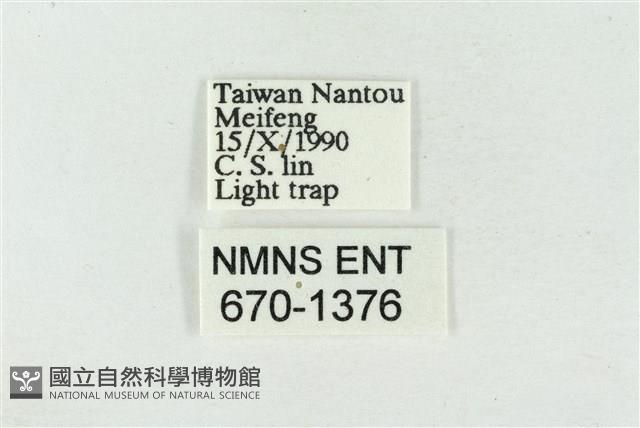 Taiwan Nantou
Meifeng
15/X/1990
C. S. lin
Light trap
NMNS ENT
670-1376
國立自然科學博物館
NATIONAL MUSEUM OF NATURAL SCIENCE